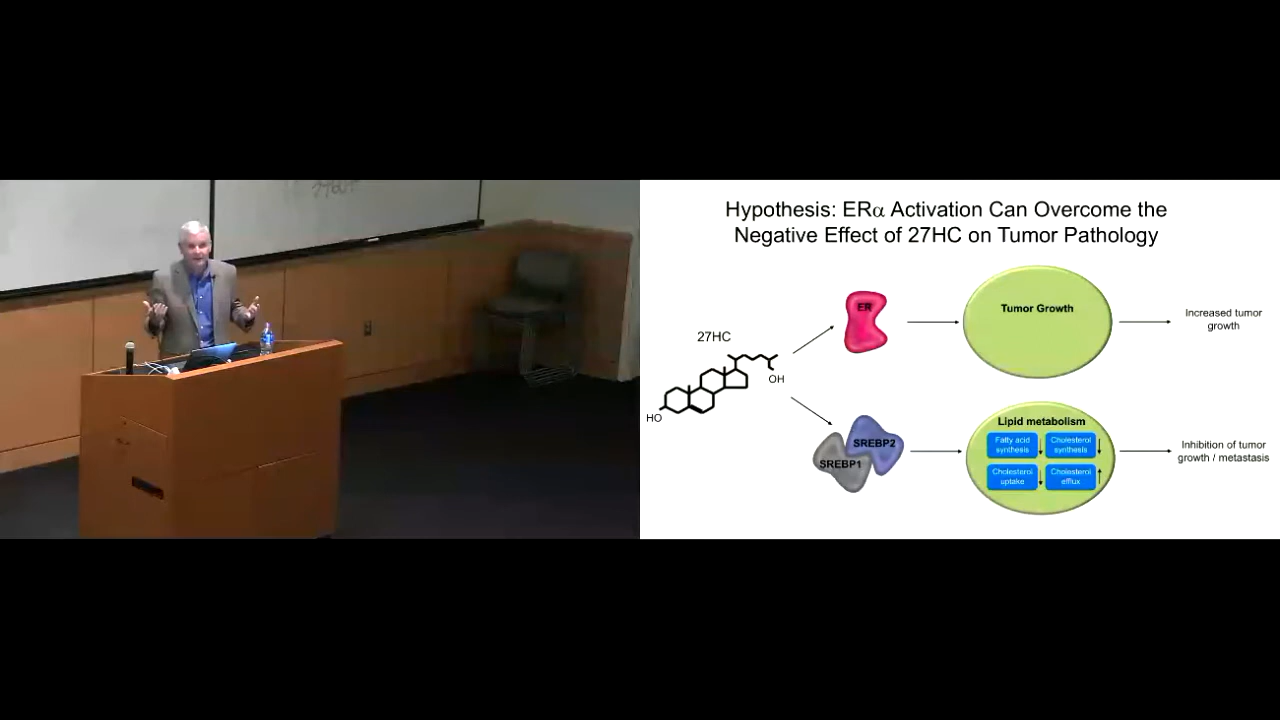 Hypothesis: ERα Activation Can Overcome the
Negative Effect of 27HC on Tumor Pathology
27HC
OH
HO
ER
Tumor Growth
Increased tumor
growth
SREBP2
SREBP1
Lipid metabolism
Fatty acid
synthesis
Cholesterol
synthesis
Cholesterol
uptake
Cholesterol
efflux
Inhibition of tumor
growth / metastasis